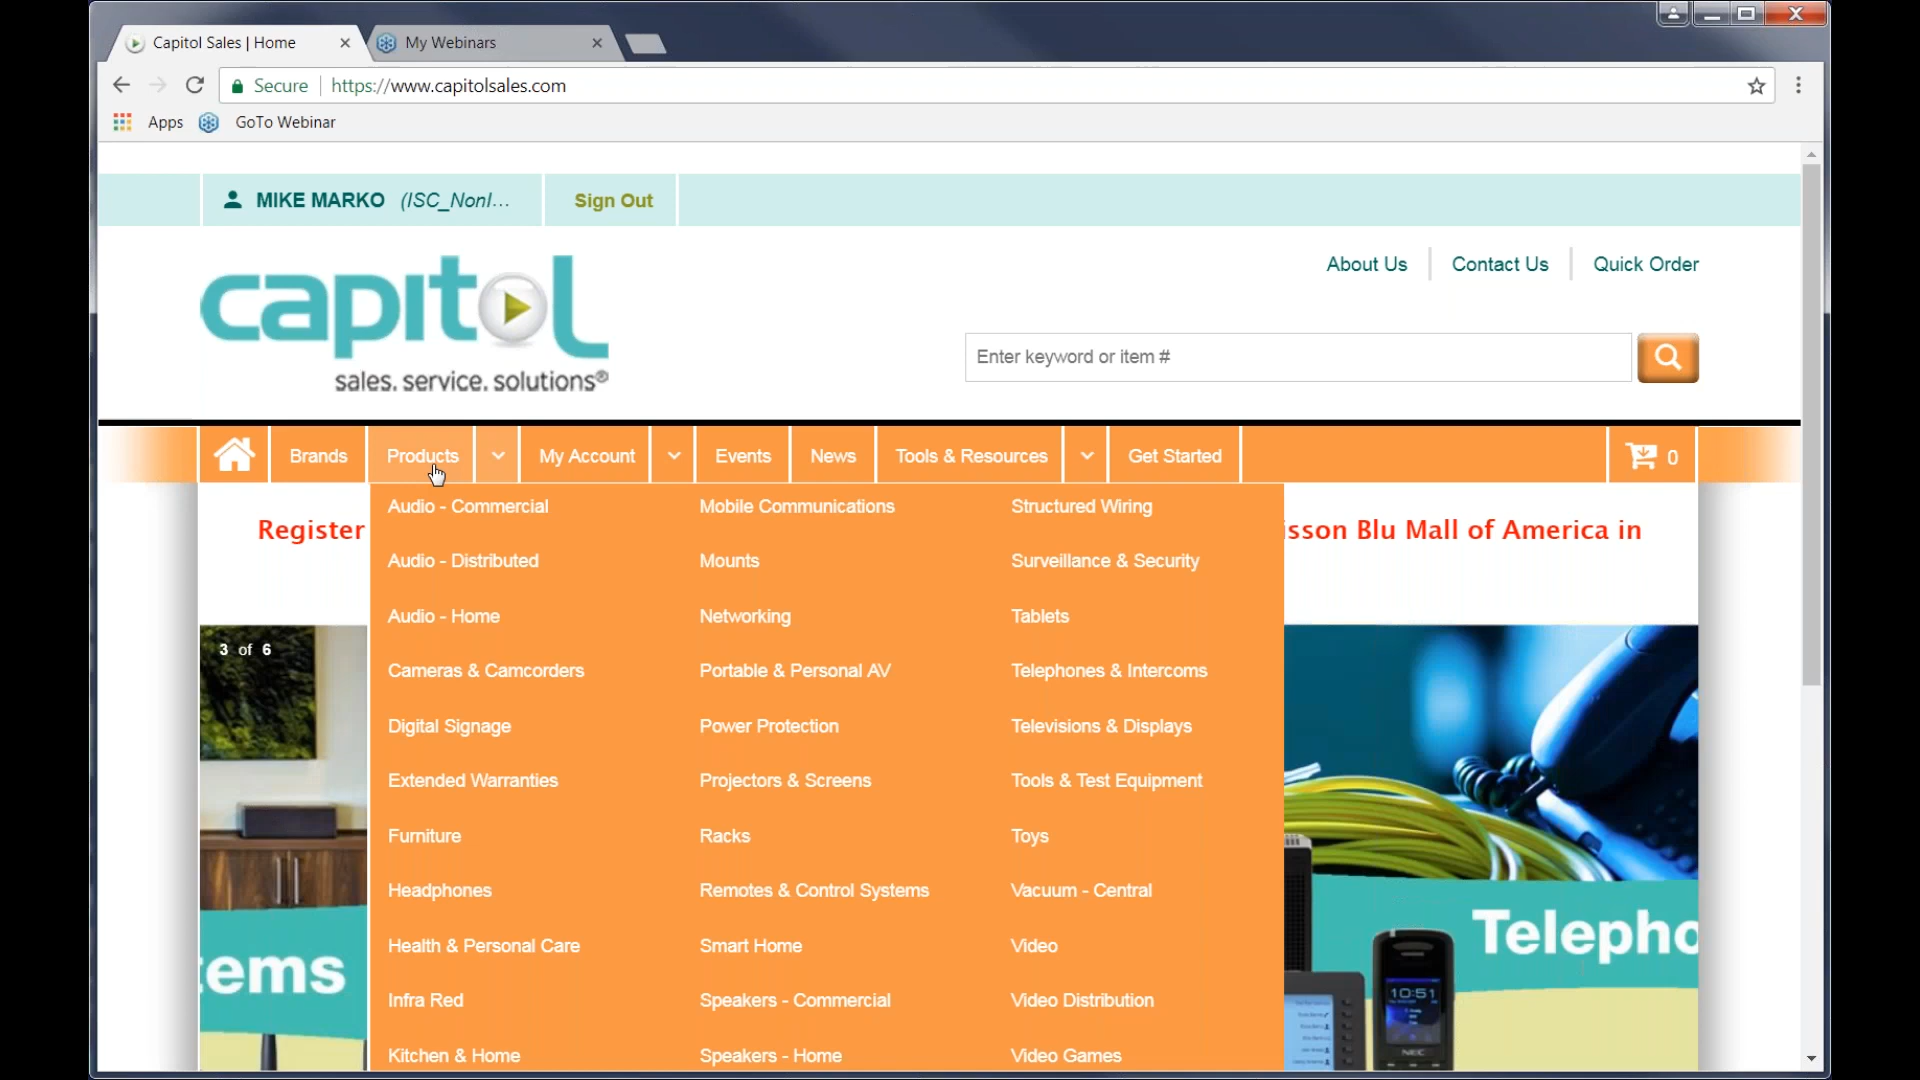 Capitol Sales | Home
My Webinars
Secure
https://www.capitolsales.com
Apps
GoTo Webinar
MIKE MARKO (ISC_NonI...
Sign Out
About Us
Contact Us
Quick Order
capitol
sales. service. solutions®
Enter keyword or item #
Brands
Products
My Account
Events
News
Tools & Resources
Get Started
0
Register
isson Blu Mall of America in
Audio - Commercial
Mobile Communications
Structured Wiring
Audio - Distributed
Mounts
Surveillance & Security
Audio - Home
Networking
Tablets
3 of 6
Cameras & Camcorders
Portable & Personal AV
Telephones & Intercoms
Digital Signage
Power Protection
Televisions & Displays
Extended Warranties
Projectors & Screens
Tools & Test Equipment
Furniture
Racks
Toys
Headphones
Remotes & Control Systems
Vacuum - Central
Health & Personal Care
Smart Home
Video
tems
Telepho
Infra Red
Speakers - Commercial
Video Distribution
10:51
Kitchen & Home
Speakers - Home
Video Games
NEC